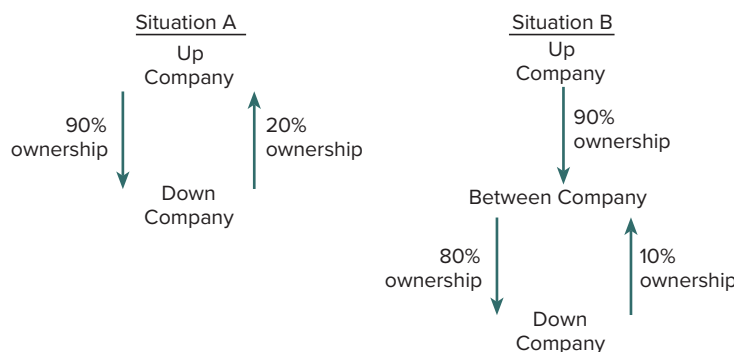 Situation A
Up
Company
90%
ownership
20%
ownership
Down
Company
Situation B
Up
Company
90%
ownership
Between Company
80%
ownership
10%
ownership
Down
Company